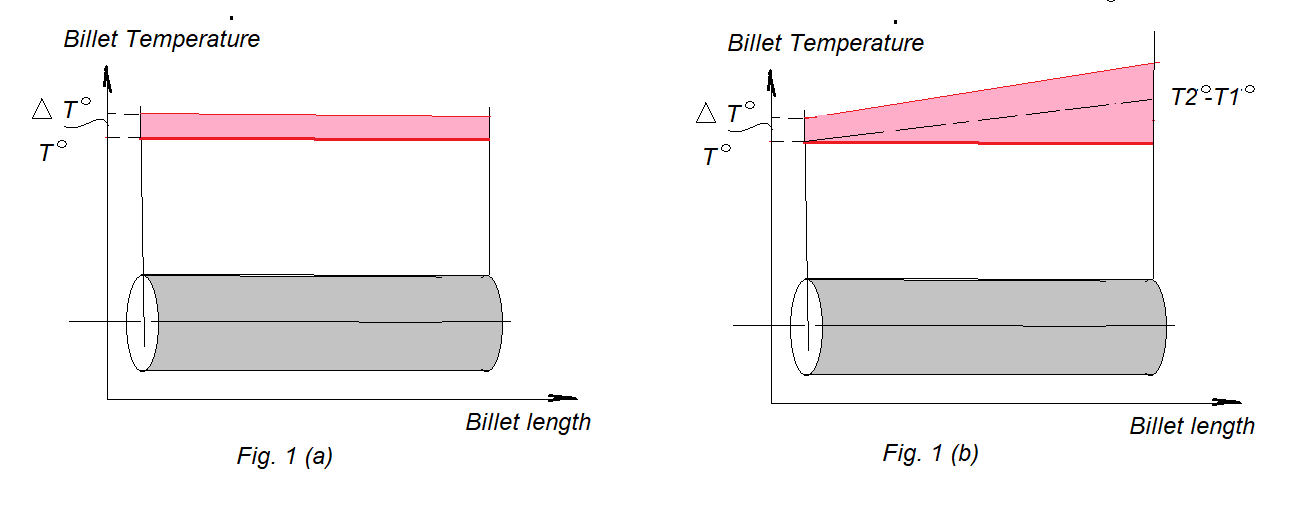 Billet Temperature
△ T°
T°
Billet length
Fig. 1 (a)
Billet Temperature
△ T°
T2°-T1°
T°
Billet length
Fig. 1 (b)